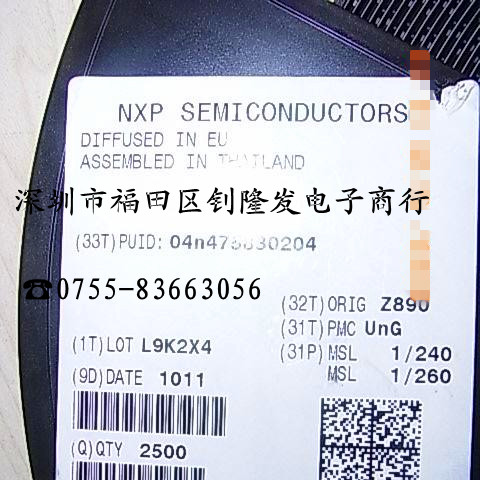 NXP SEMICONDUCTORS
DIFFUSED IN EU
ASSEMBLED IN THAILAND
深圳市福田区钊隆发电子商行
(33T)PUID:
☎0755-83663056
(32T)ORIG Z890
(31T)PMC UnG
(1T)LOT L9K2X4
(31P) MSL 1/240
(9D)DATE 1011
MSL 1/260
(Q)QTY 2500